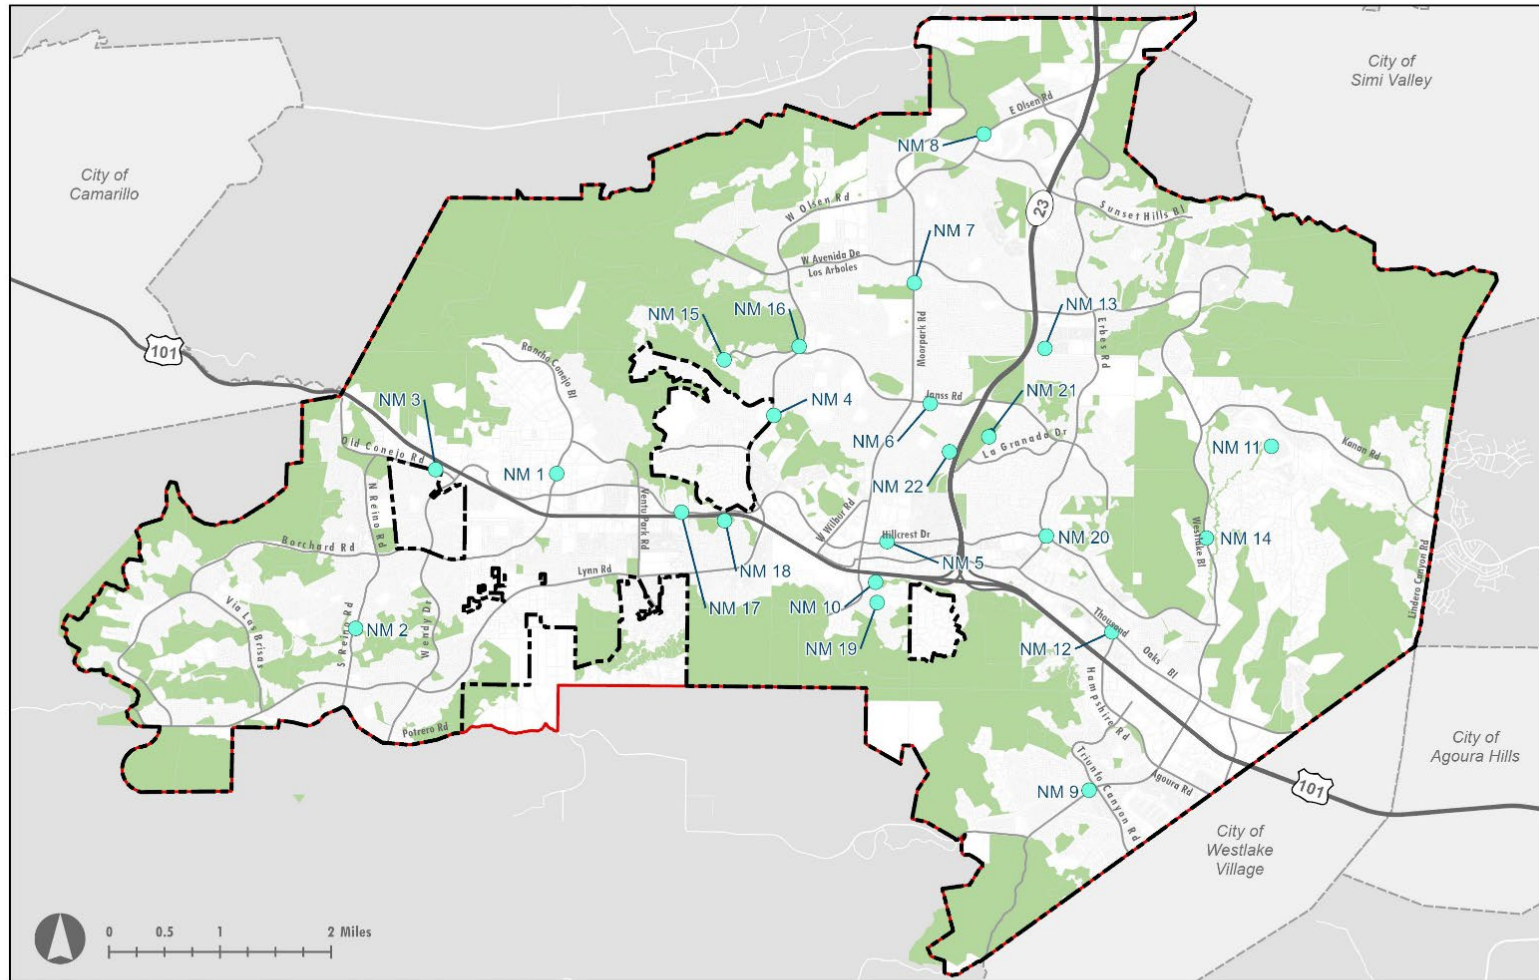 City of
Simi Valley
E Olsen Rd
NM 8
City of
Camarillo
23
Sunset Hills Bl
W Olsen Rd
NM 7
W Avenida De
Los Arboles
NM 13
NM 16
NM 15
Erbes Rd
Moorpark Rd
101
Rancho Conejo Bl
NM 3
NM 4
Janss Rd
NM 21
NM 6
La Granada Dr
Kanan Rd
Old Conejo Rd
NM 11
NM 1
NM 22
N Reino Rd
Ventu Park Rd
W Wilbur Rd
Hillcrest Dr
NM 20
Westlake Bl
NM 14
Borchard Rd
NM 5
Lynn Rd
NM 18
NM 17
NM 10
Lindero Canyon Rd
Via Las Brisas
S Reino Rd
NM 2
N Wendy Dr
NM 19
NM 12
Thousand
Oaks Bl
Hampshire Rd
Potrero Rd
City of
Agoura Hills
Triunfo Canyon Rd
Agoura Rd
NM 9
101
City of
Westlake
Village
0 0.5 1 2 Miles